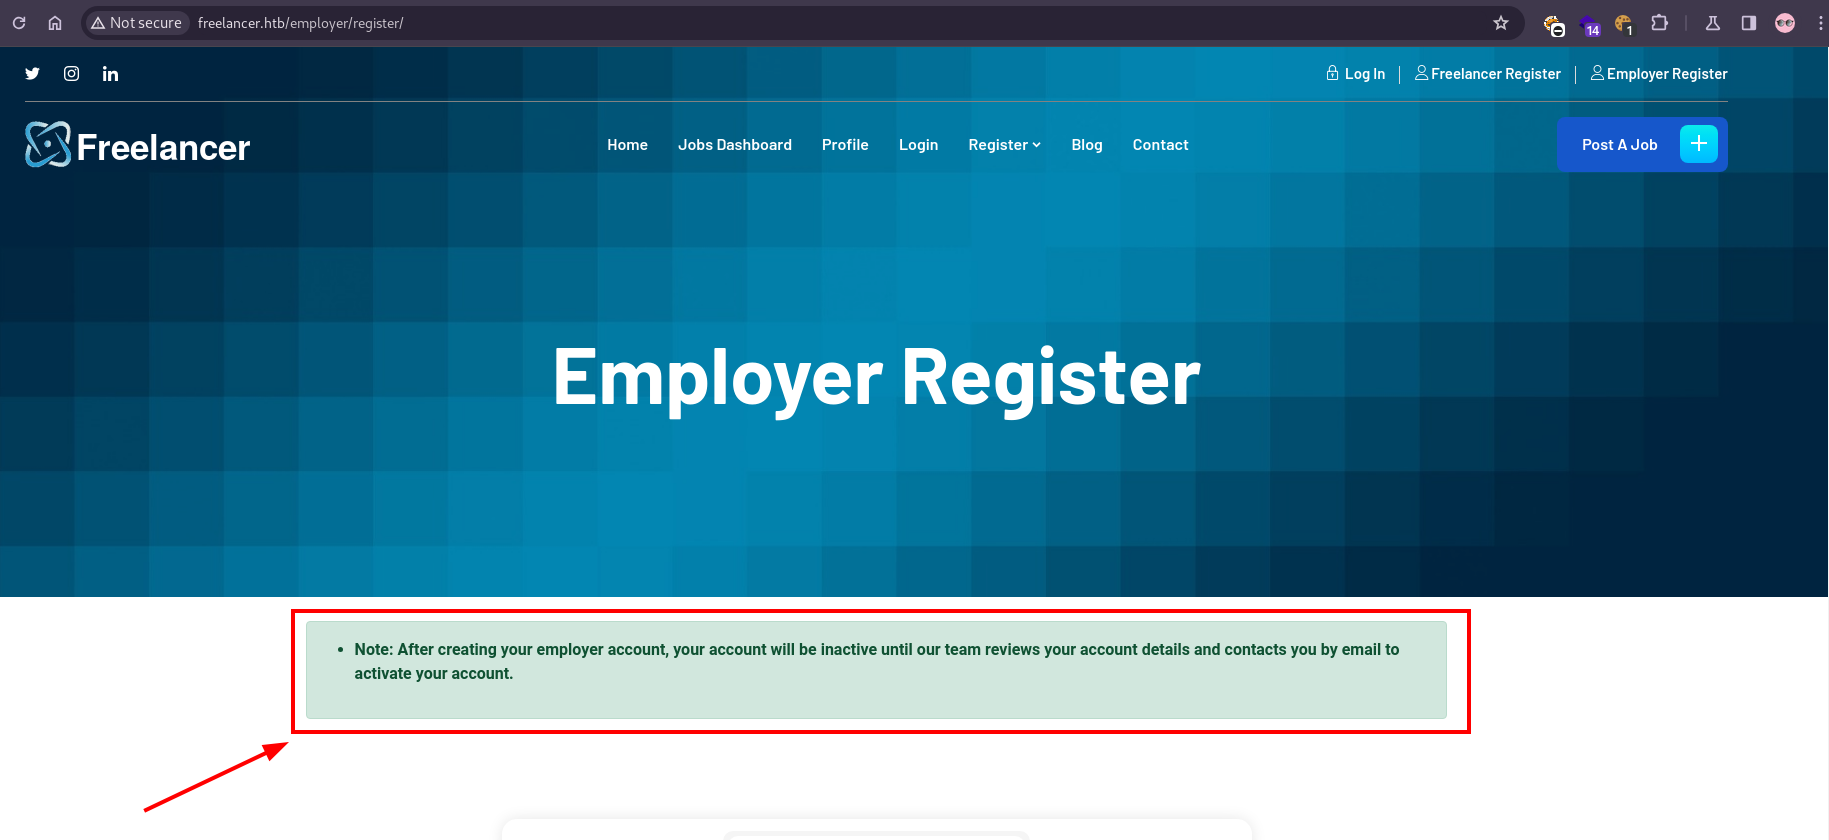 Not secure freelancer.htb/employer/register/
14 1
Log In Freelancer Register Employer Register
Freelancer Home Jobs Dashboard Profile Login Register Blog Contact Post A Job
Employer Register
Note: After creating your employer account, your account will be inactive until our team reviews your account details and contacts you by email to
activate your account.